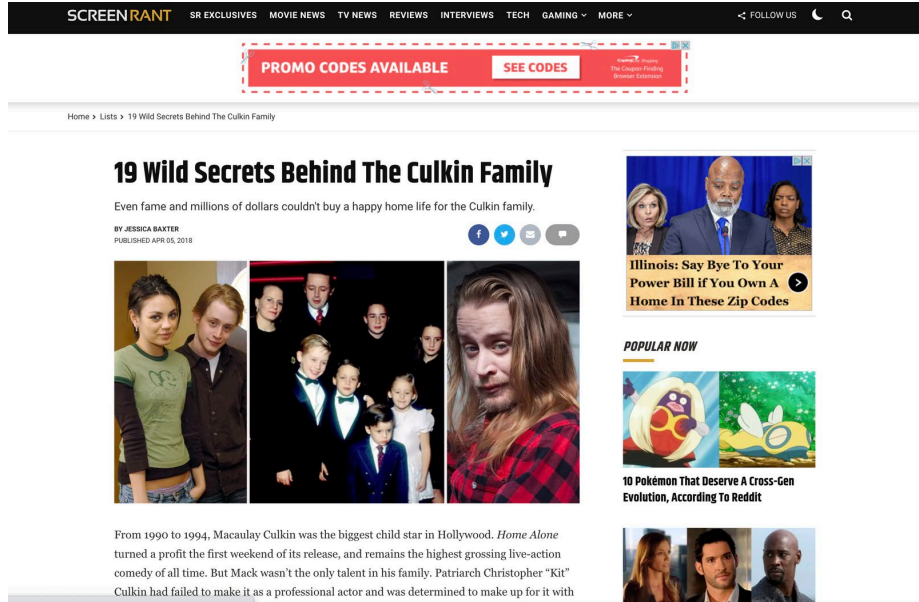 SCREENRANT
SR EXCLUSIVES MOVIE NEWS TV NEWS REVIEWS INTERVIEWS TECH GAMING MORE
FOLLOW US
PROMO CODES AVAILABLE
SEE CODES
The Coupon-Finding
Browser Extension
Home > Lists > 19 Wild Secrets Behind The Culkin Family
19 Wild Secrets Behind The Culkin Family
Even fame and millions of dollars couldn't buy a happy home life for the Culkin family.
BY JESSICA BAXTER
PUBLISHED APR 05, 2018
From 1990 to 1994, Macaulay Culkin was the biggest child star in Hollywood. Home Alone
turned a profit the first weekend of its release, and remains the highest grossing live-action
comedy of all time. But Mack wasn't the only talent in his family. Patriarch Christopher “Kit”
Culkin had failed to make it as a professional actor and was determined to make up for it with
Illinois: Say Bye To Your
Power Bill if You Own A
Home In These Zip Codes
POPULAR NOW
10 Pokémon That Deserve A Cross-Gen
Evolution, According To Reddit